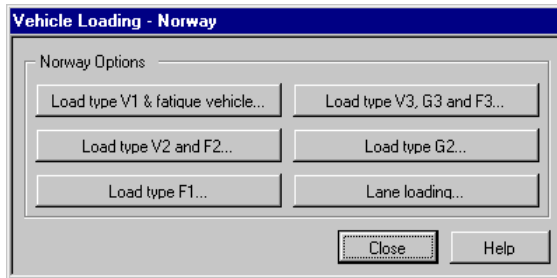 Vehicle Loading - Norway
Norway Options
Load type V1 & fatique vehicle... Load type V3, G3 and F3...
Load type V2 and F2... Load type G2...
Load type F1... Lane loading...
Close Help